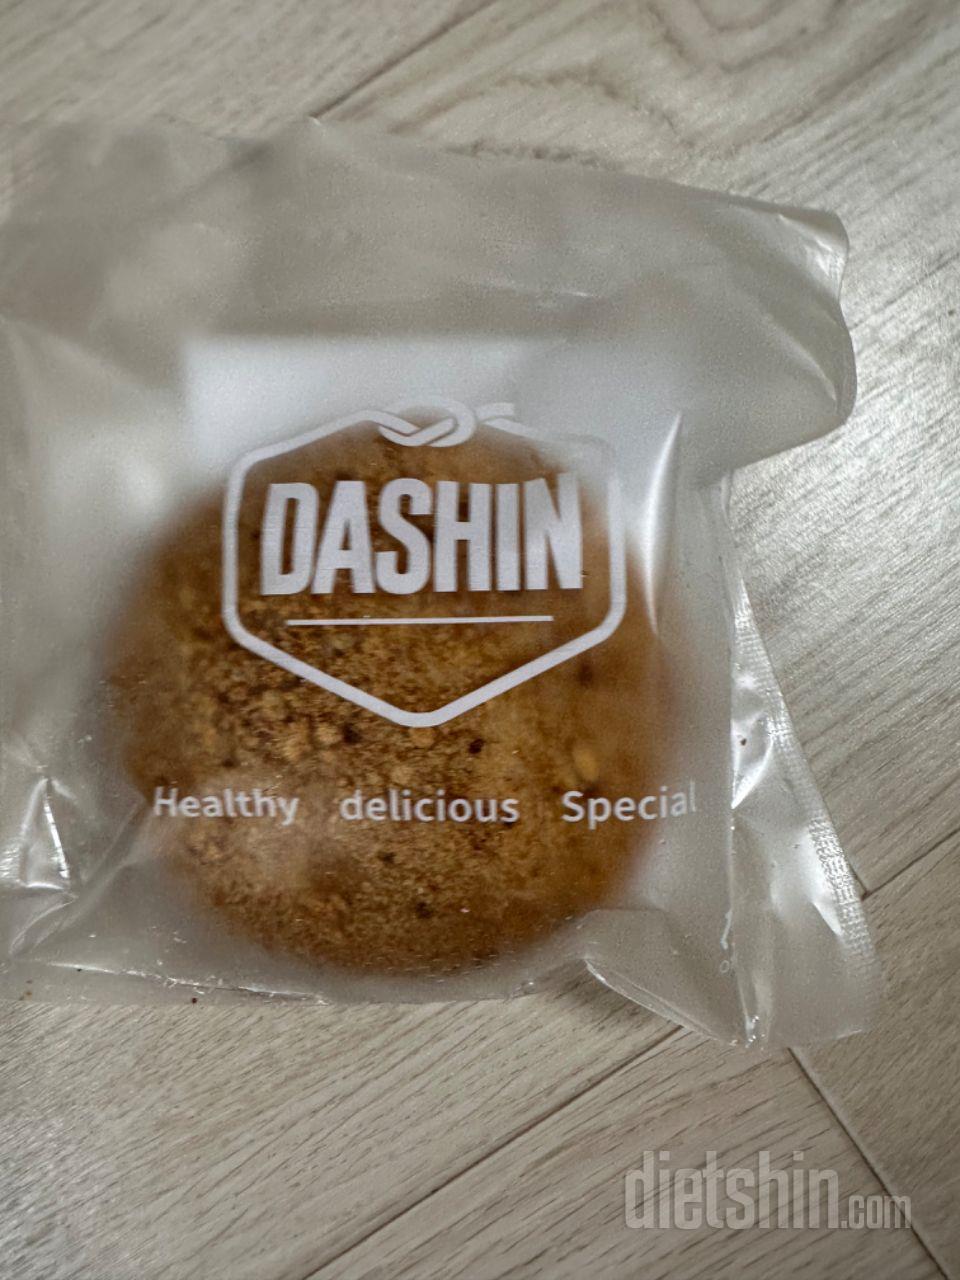 DASHIN
Healthy delicious Special
dietshin.com